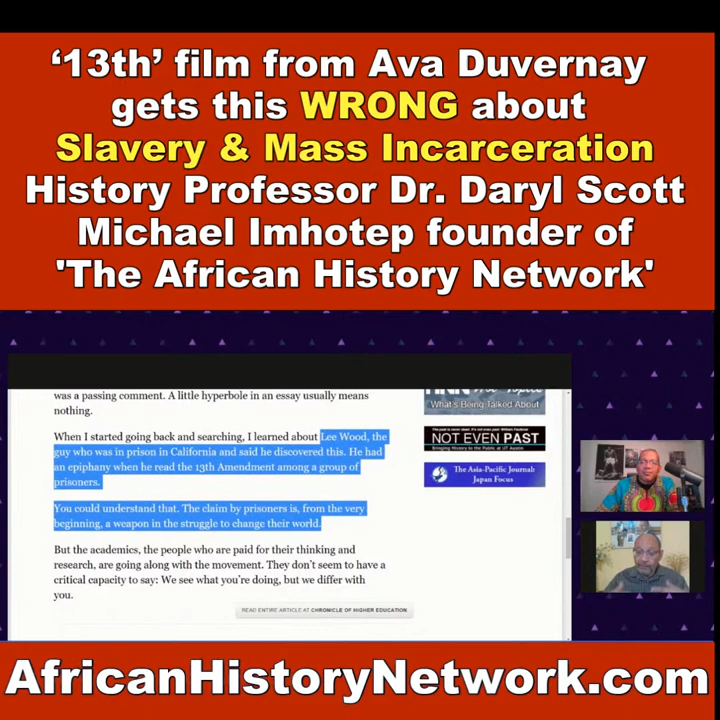 ‘13th’ film from Ava Duvernay
gets this WRONG about
Slavery & Mass Incarceration
History Professor Dr. Daryl Scott
Michael Imhotep founder of
'The African History Network'
was a passing comment. A little hyperbole in an essay usually means
nothing.
When I started going back and searching, I learned about Lee Wood, the
guy who was in prison in California and said he discovered this. He had
an epiphany when he read the 13th Amendment among a group of
prisoners.
You could understand that. The claim by prisoners is, from the very
beginning, a weapon in the struggle to change their world.
But the academics, the people who are paid for their thinking and
research, are going along with the movement. They don’t seem to have a
critical capacity to say: We see what you’re doing, but we differ with
you.
READ ENTIRE ARTICLE AT CHRONICLE OF HIGHER EDUCATION
What's Being Talked About
NOT EVEN PAST
Bringing History to the Public at UT Austin
The Asia-Pacific Journal:
Japan Focus
AfricanHistoryNetwork.com